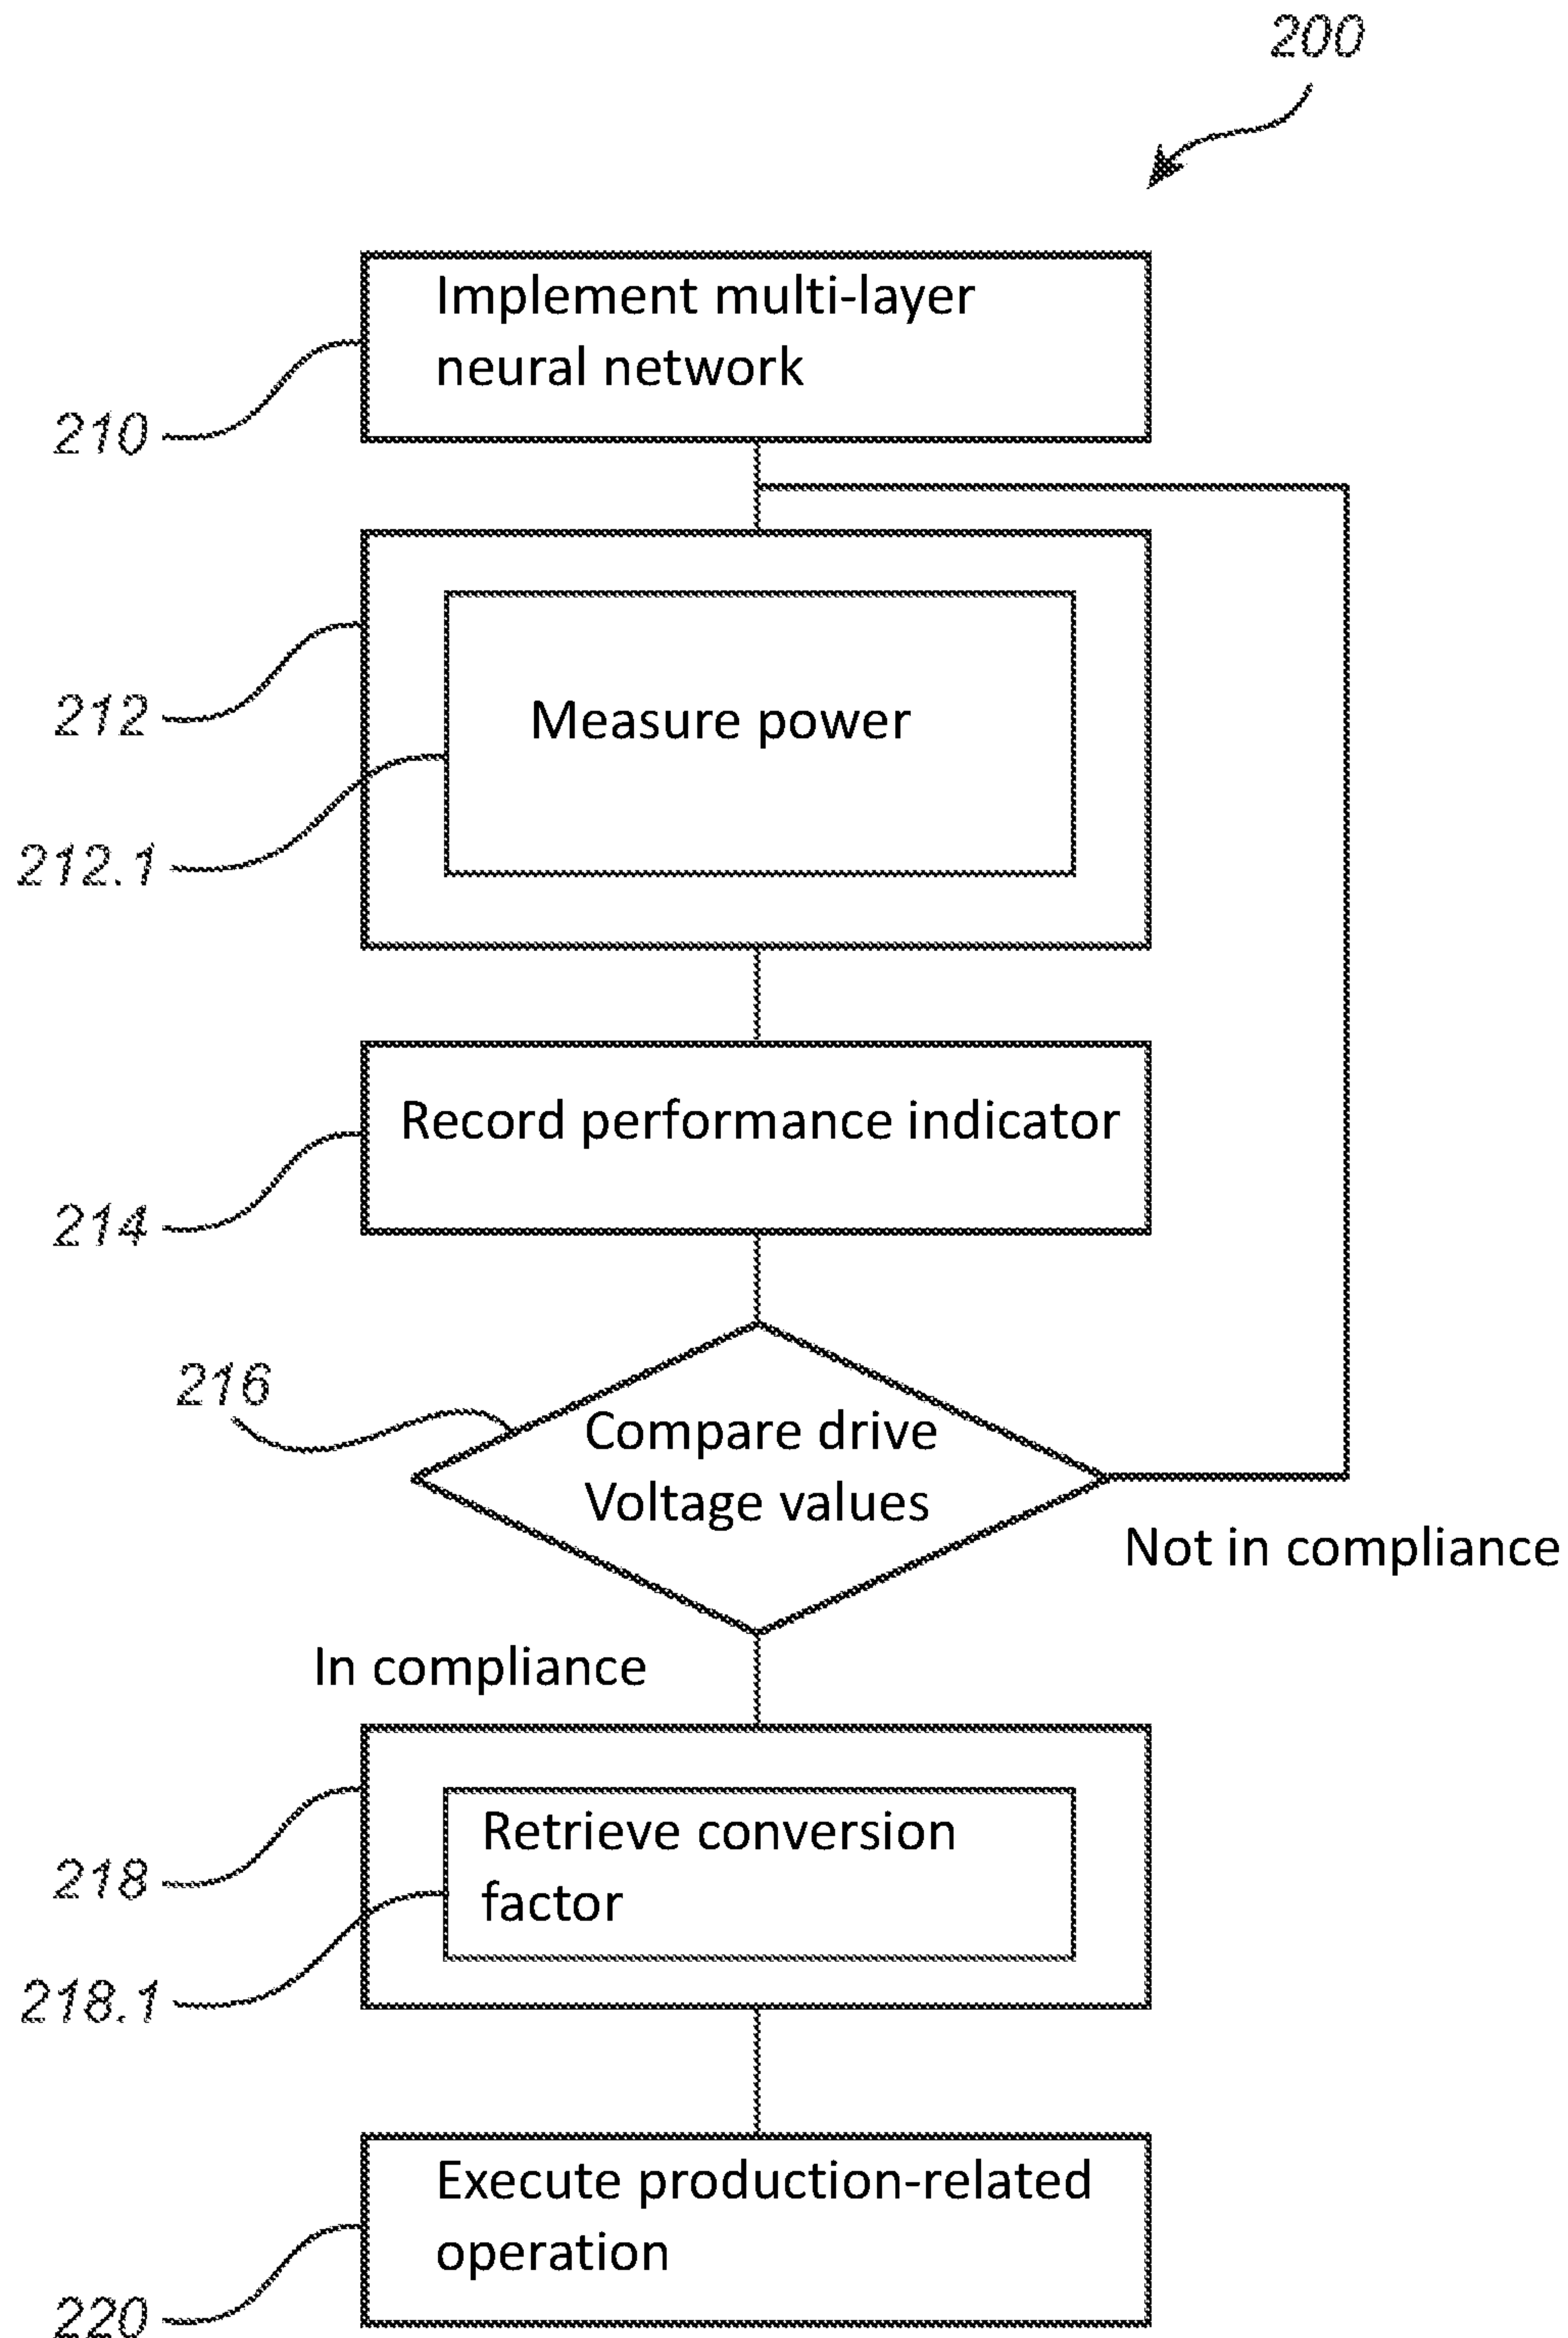 200
Implement multi-layer
neural network
210
212
Measure power
212.1
Record performance indicator
214
216
Compare drive
Voltage values
Not in compliance
In compliance
218
Retrieve conversion
factor
218.1
Execute production-related
operation
220